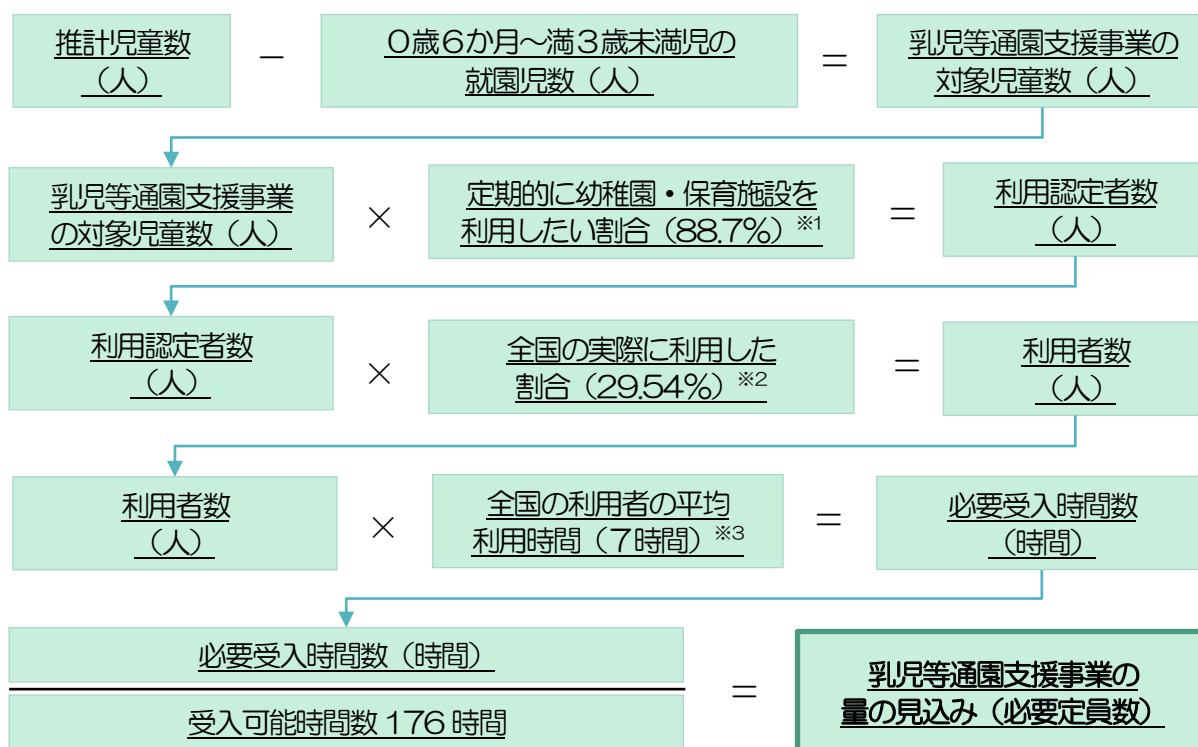 推計児童数
（人）
－
０歳６か月～満３歳未満児の
就園児数（人）
＝
乳児等通園支援事業の
対象児童数（人）
乳児等通園支援事業
の対象児童数（人）
×
定期的に幼稚園・保育施設を
利用したい割合（88.7%）※1
＝
利用認定者数
（人）
利用認定者数
（人）
×
全国の実際に利用した
割合（29.54%）※2
＝
利用者数
（人）
利用者数
（人）
×
全国の利用者の平均
利用時間（７時間）※3
＝
必要受入時間数
（時間）
必要受入時間数（時間）
受入可能時間数 176 時間
＝
乳児等通園支援事業の
量の見込み（必要定員数）